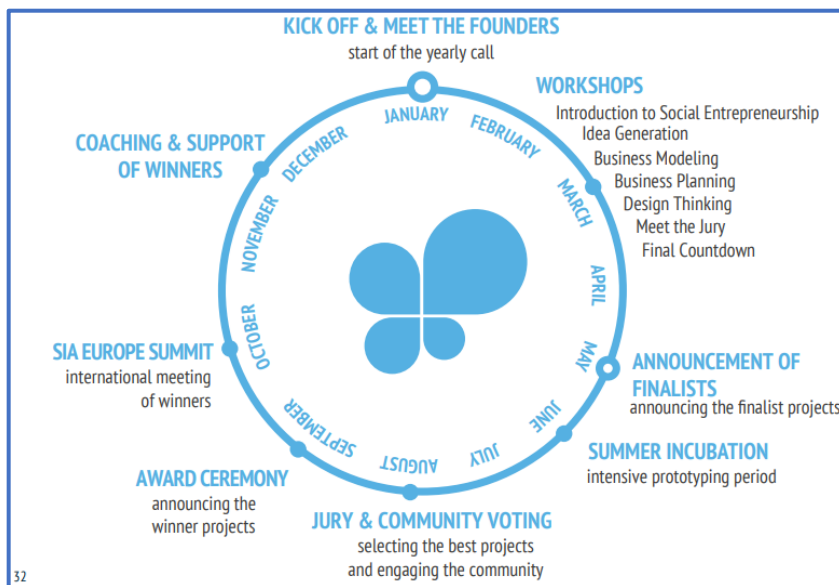 KICK OFF & MEET THE FOUNDERS
start of the yearly call
WORKSHOPS
Introduction to Social Entrepreneurship
Idea Generation
Business Modeling
Business Planning
Design Thinking
Meet the Jury
Final Countdown
ANNOUNCEMENT OF
FINALISTS
announcing the finalist projects
SUMMER INCUBATION
intensive prototyping period
JURY & COMMUNITY VOTING
selecting the best projects
and engaging the community
AWARD CEREMONY
announcing the
winner projects
SIA EUROPE SUMMIT
international meeting
of winners
COACHING & SUPPORT
OF WINNERS
JANUARY
FEBRUARY
MARCH
APRIL
MAY
JUNE
JULY
AUGUST
SEPTEMBER
OCTOBER
NOVEMBER
DECEMBER
32